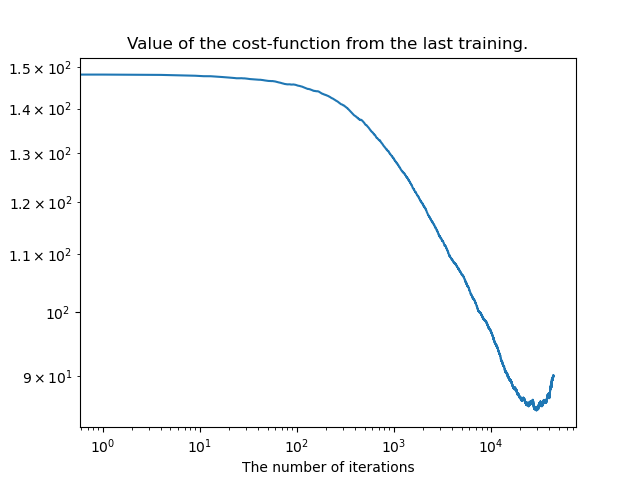 Value of the cost-function from the last training.
1.5 × 10²
1.4 × 10²
1.3 × 10²
1.2 × 10²
1.1 × 10²
10²
9 × 10¹
10⁰ 10¹ 10² 10³ 10⁴
The number of iterations